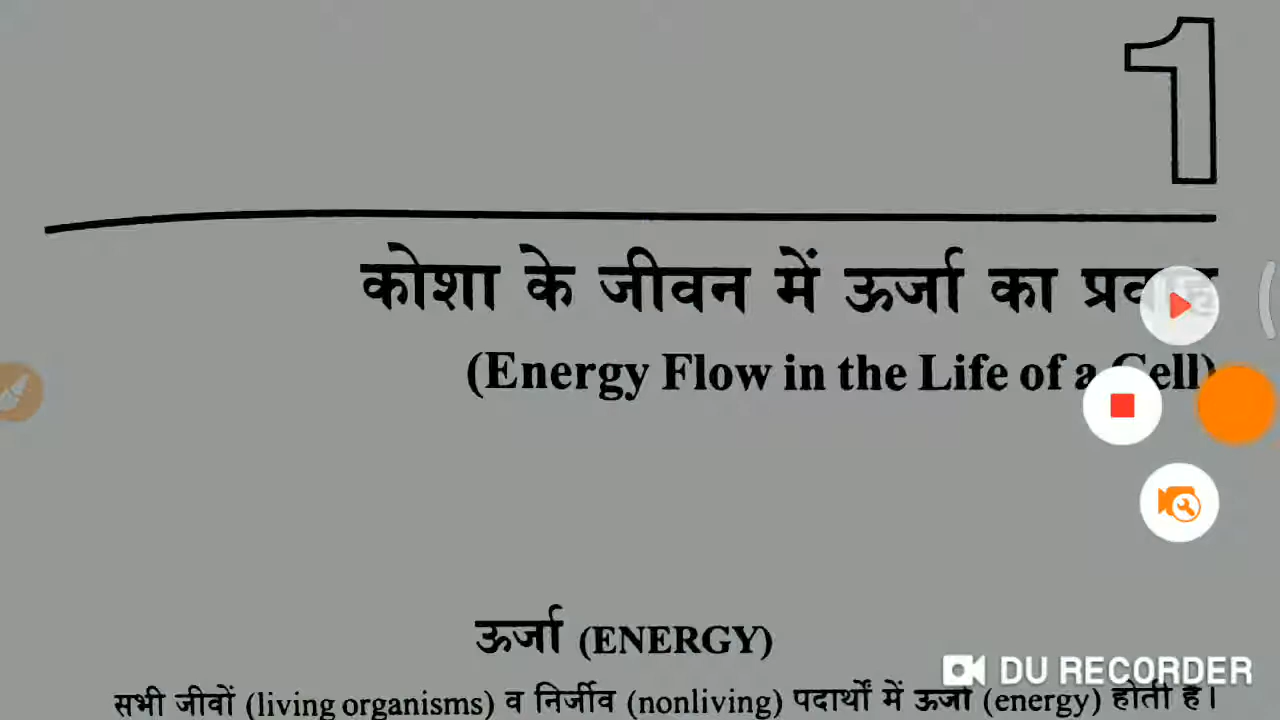 1
कोशा के जीवन में ऊर्जा का
(Energy Flow in the Life of a Cell)
ऊर्जा (ENERGY)
सभी जीवों (living organisms) व निर्जीव (nonliving) पदार्थों में ऊर्जा (energy) होती है।
DU RECORDER